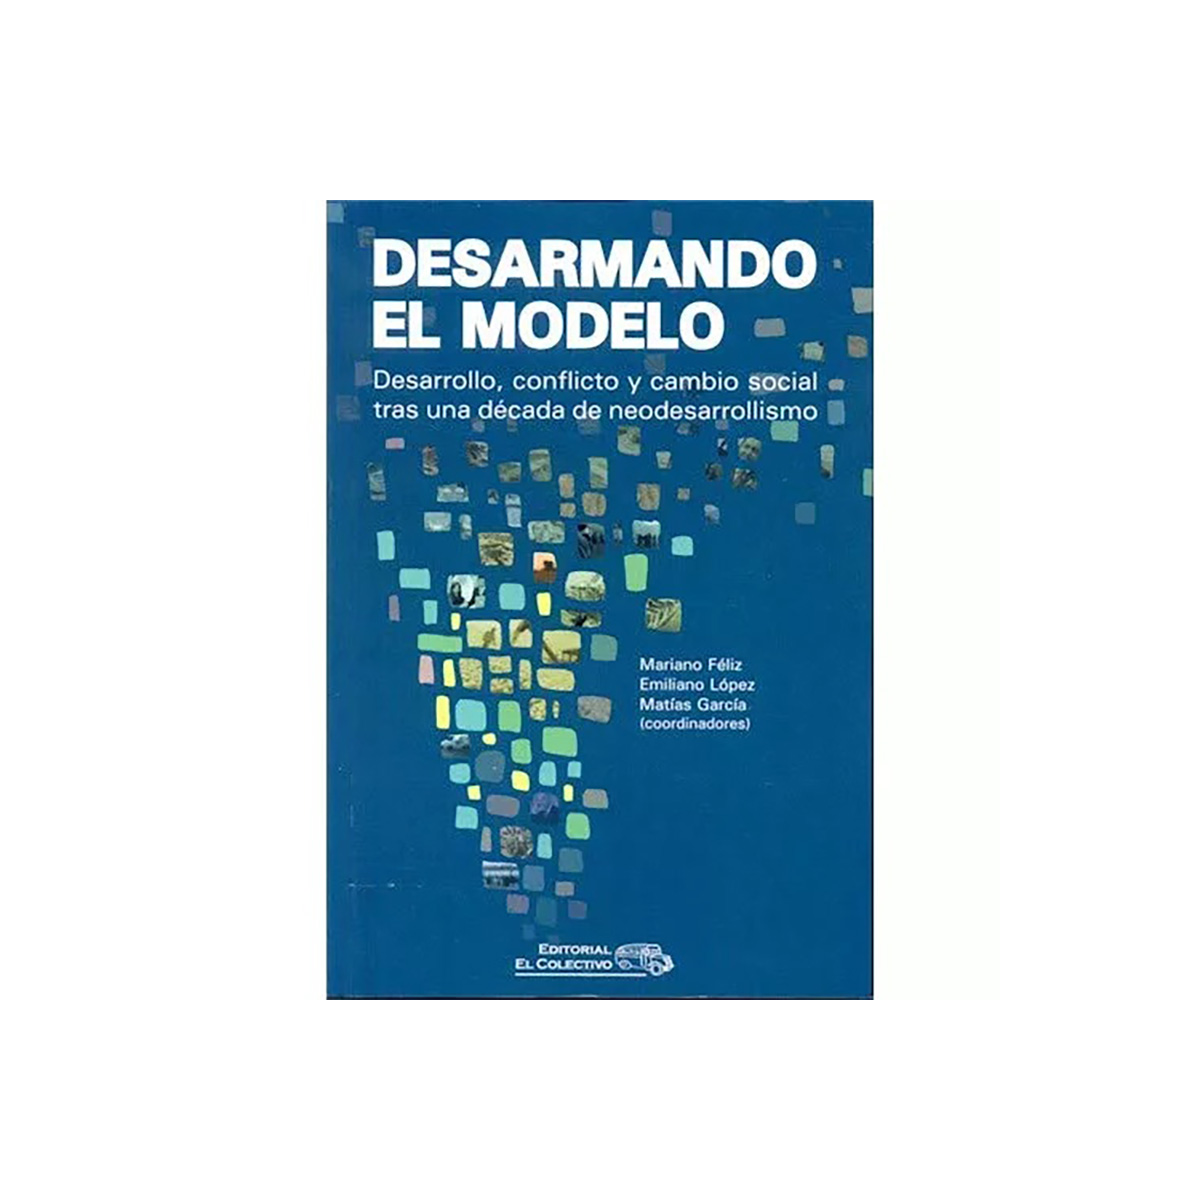 DESARMANDO
EL MODELO
Desarrollo, conflicto y cambio social
tras una década de neodesarrollismo
Mariano Féliz
Emiliano López
Matías García
(coordinadores)
EDITORIAL
EL COLECTIVO